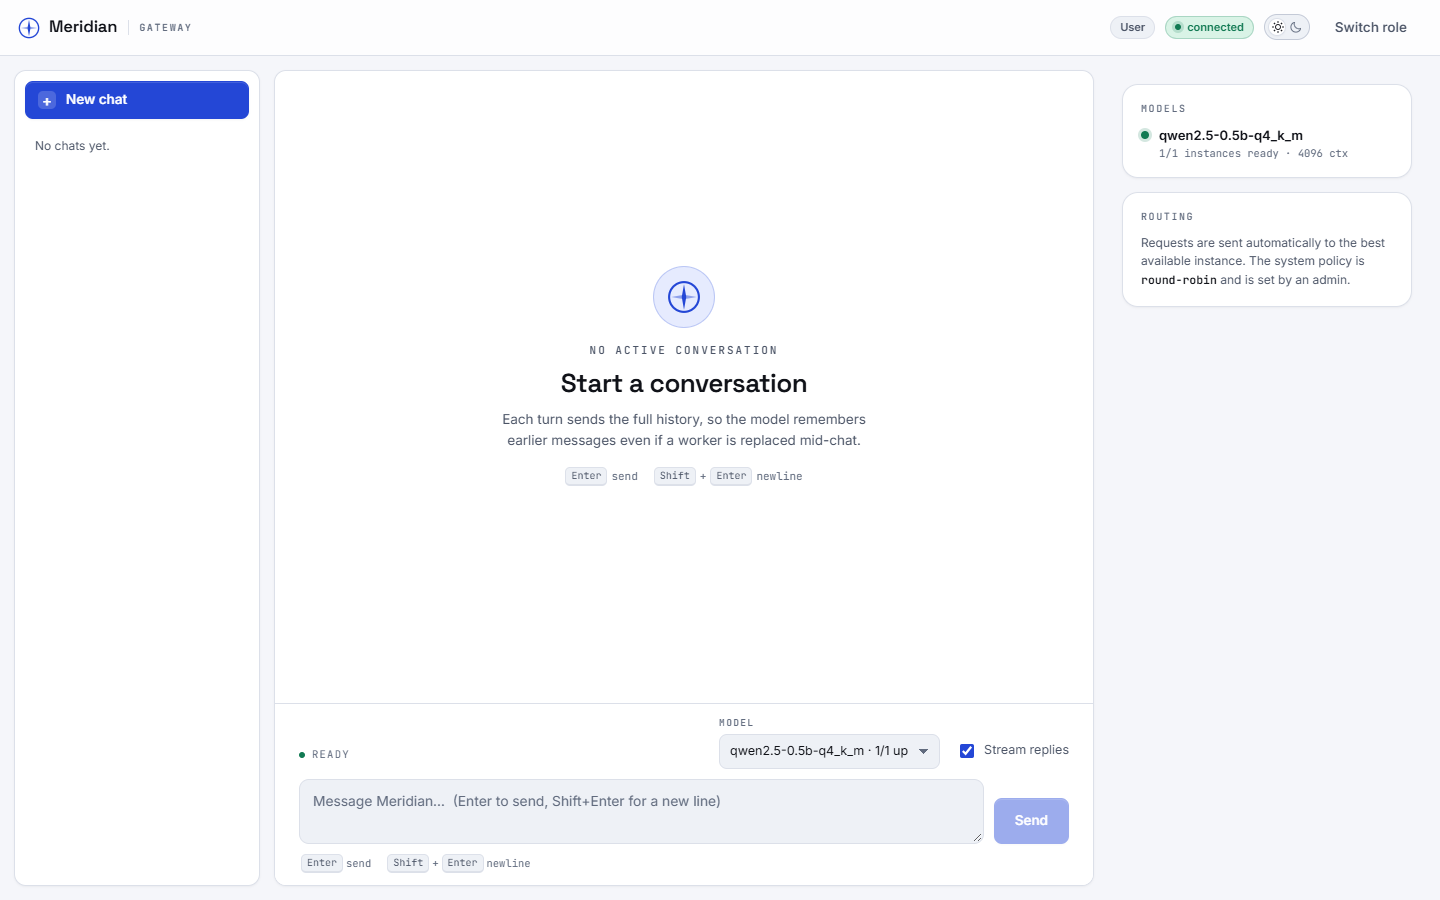 Meridian GATEWAY
User connected Switch role
+ New chat
No chats yet.
NO ACTIVE CONVERSATION
Start a conversation
Each turn sends the full history, so the model remembers
earlier messages even if a worker is replaced mid-chat.
Enter send Shift + Enter newline
READY
MODEL
qwen2.5-0.5b-q4_k_m · 1/1 up
Stream replies
Message Meridian... (Enter to send, Shift+Enter for a new line)
Send
Enter send Shift + Enter newline
MODELS
qwen2.5-0.5b-q4_k_m
1/1 instances ready · 4096 ctx
ROUTING
Requests are sent automatically to the best
available instance. The system policy is
round-robin and is set by an admin.